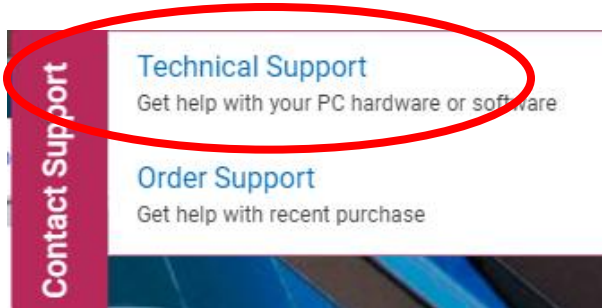 Contact Support
Technical Support
Get help with your PC hardware or software
Order Support
Get help with recent purchase